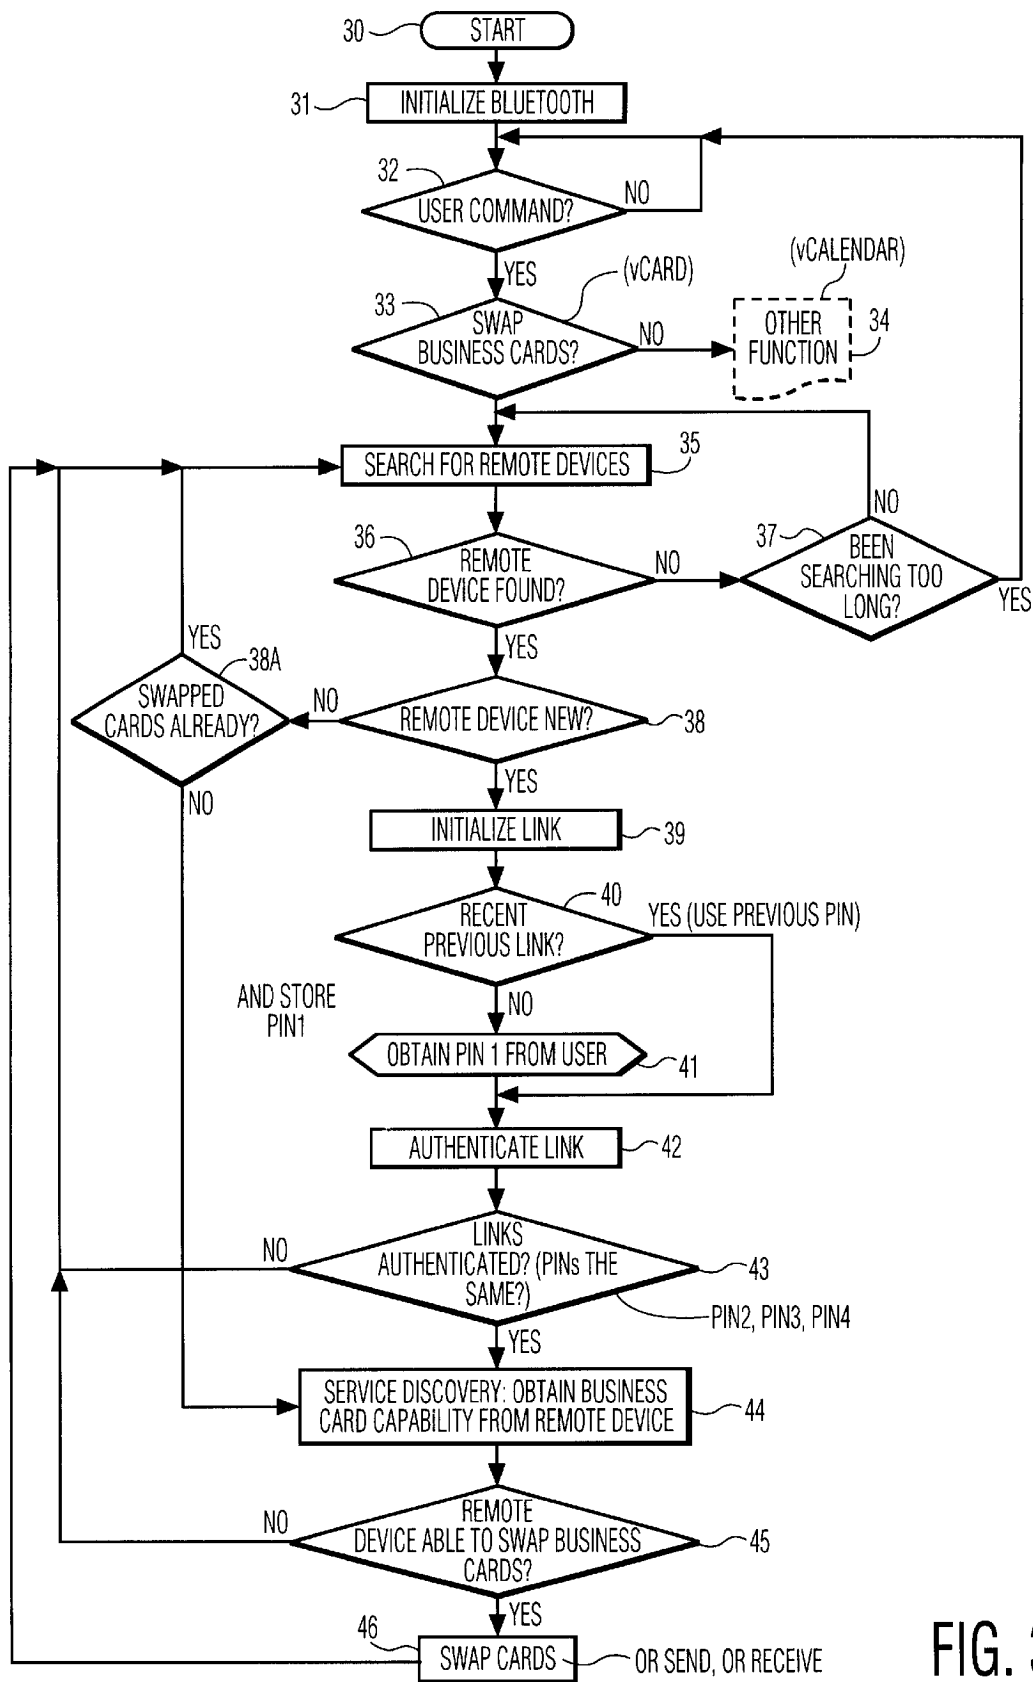 30
START
31
INITIALIZE BLUETOOTH
32
USER COMMAND?
NO
YES
(vCARD)
(vCALENDAR)
33
SWAP
BUSINESS CARDS?
NO
OTHER
FUNCTION
34
SEARCH FOR REMOTE DEVICES
35
NO
36
REMOTE
DEVICE FOUND?
NO
37
BEEN
SEARCHING TOO
LONG?
YES
YES
YES
38A
SWAPPED
CARDS ALREADY?
NO
REMOTE DEVICE NEW?
38
YES
NO
INITIALIZE LINK
39
40
RECENT
PREVIOUS LINK?
YES (USE PREVIOUS PIN)
NO
AND STORE
PIN1
OBTAIN PIN 1 FROM USER
41
AUTHENTICATE LINK
42
NO
LINKS
AUTHENTICATED? (PINs THE
SAME?)
43
PIN2, PIN3, PIN4
YES
SERVICE DISCOVERY: OBTAIN BUSINESS
CARD CAPABILITY FROM REMOTE DEVICE
44
NO
REMOTE
DEVICE ABLE TO SWAP BUSINESS
CARDS?
45
YES
46
SWAP CARDS
OR SEND, OR RECEIVE
FIG. 3